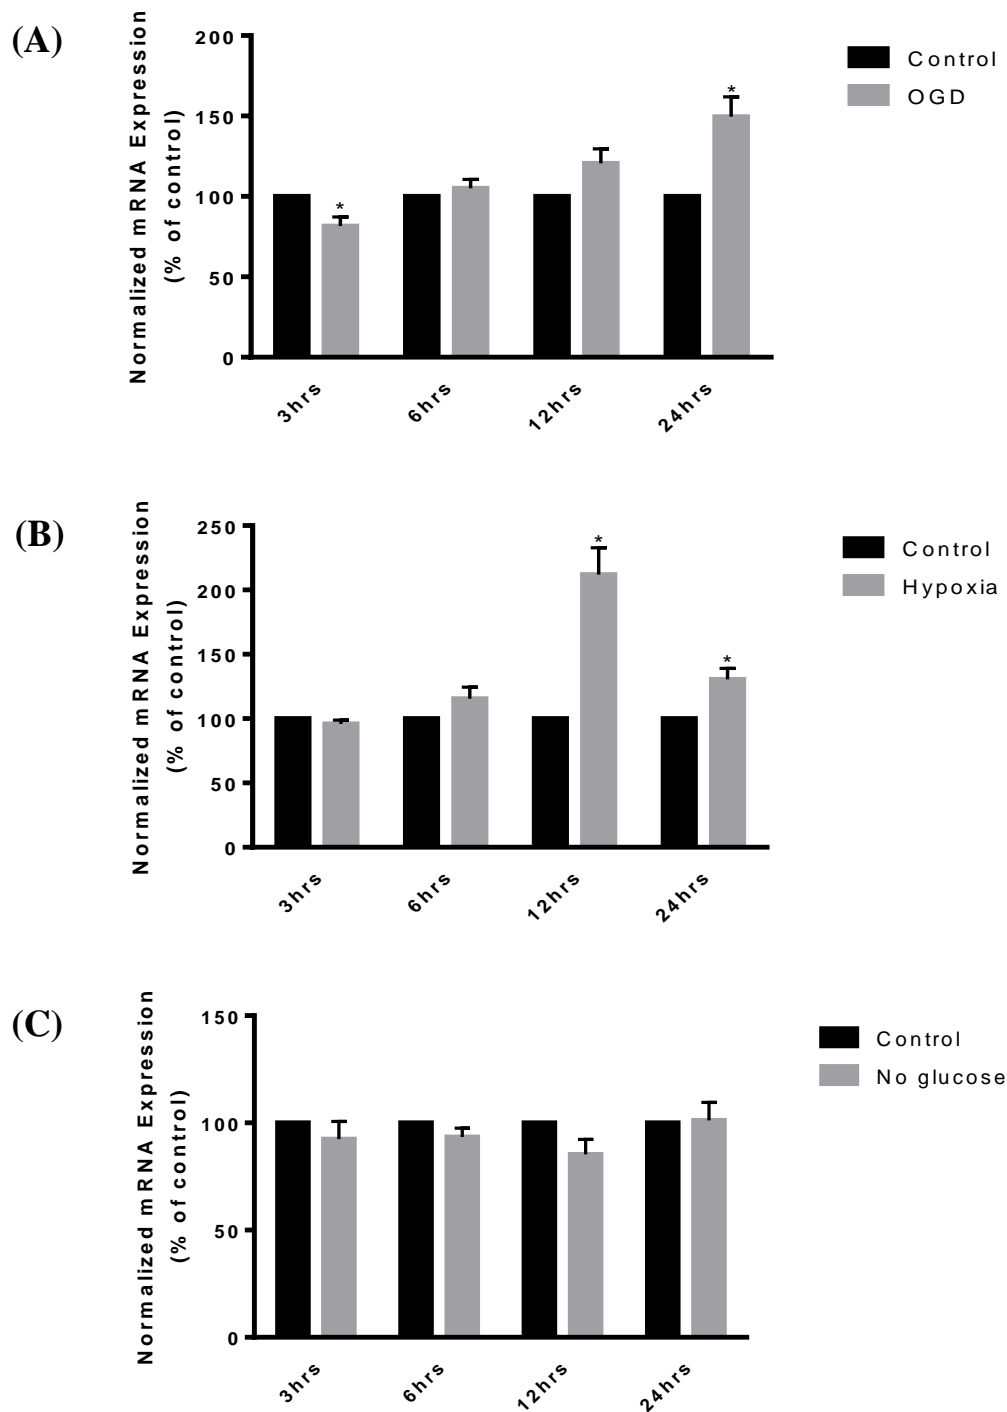 (A)
Normalized mRNA Expression
(% of control)
200
150
100
50
0
*
*
3hrs
6hrs
12hrs
24hrs
Control
OGD
(B)
Normalized mRNA Expression
(% of control)
250
200
150
100
50
0
*
*
3hrs
6hrs
12hrs
24hrs
Control
Hypoxia
(C)
Normalized mRNA Expression
(% of control)
150
100
50
0
3hrs
6hrs
12hrs
24hrs
Control
No glucose